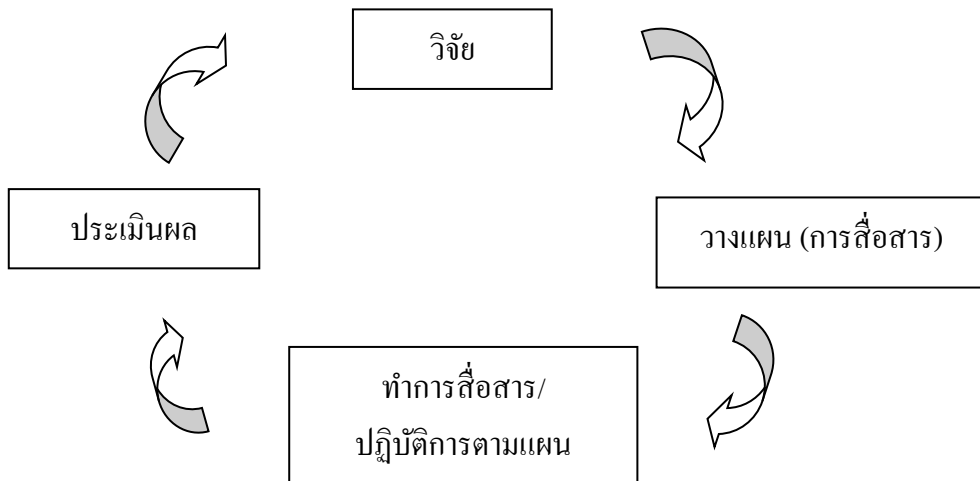 วิจัย
ประเมินผล
วางแผน (การสื่อสาร)
ทำการสื่อสาร/
ปฏิบัติการตามแผน